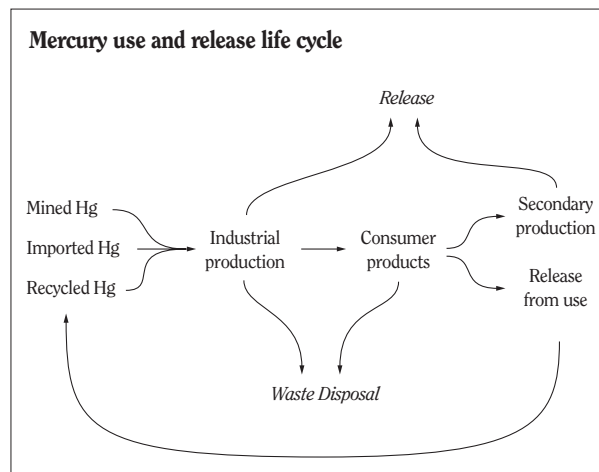 Mercury use and release life cycle
Release
Mined Hg
Imported Hg
Recycled Hg
Industrial
production
Consumer
products
Secondary
production
Release
from use
Waste Disposal